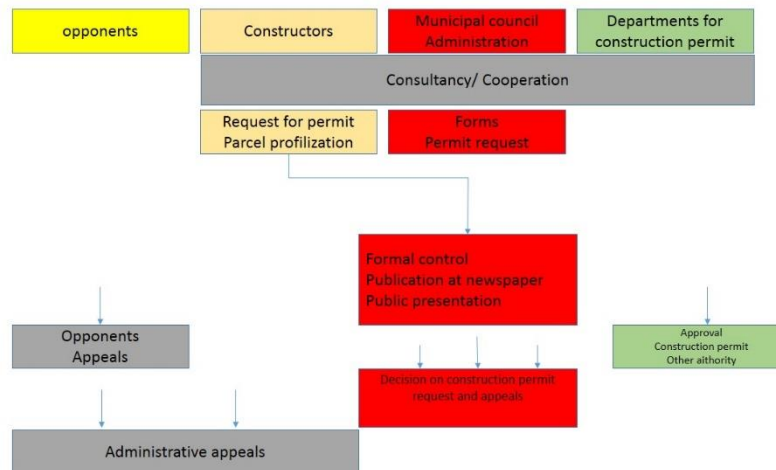 opponents
Constructors
Municipal council
Administration
Departments for
construction permit
Consultancy/ Cooperation
Request for permit
Parcel profilization
Forms
Permit request
Formal control
Publication at newspaper
Public presentation
Opponents
Appeals
Approval
Construction permit
Other aithority
Decision on construction permit
request and appeals
Administrative appeals